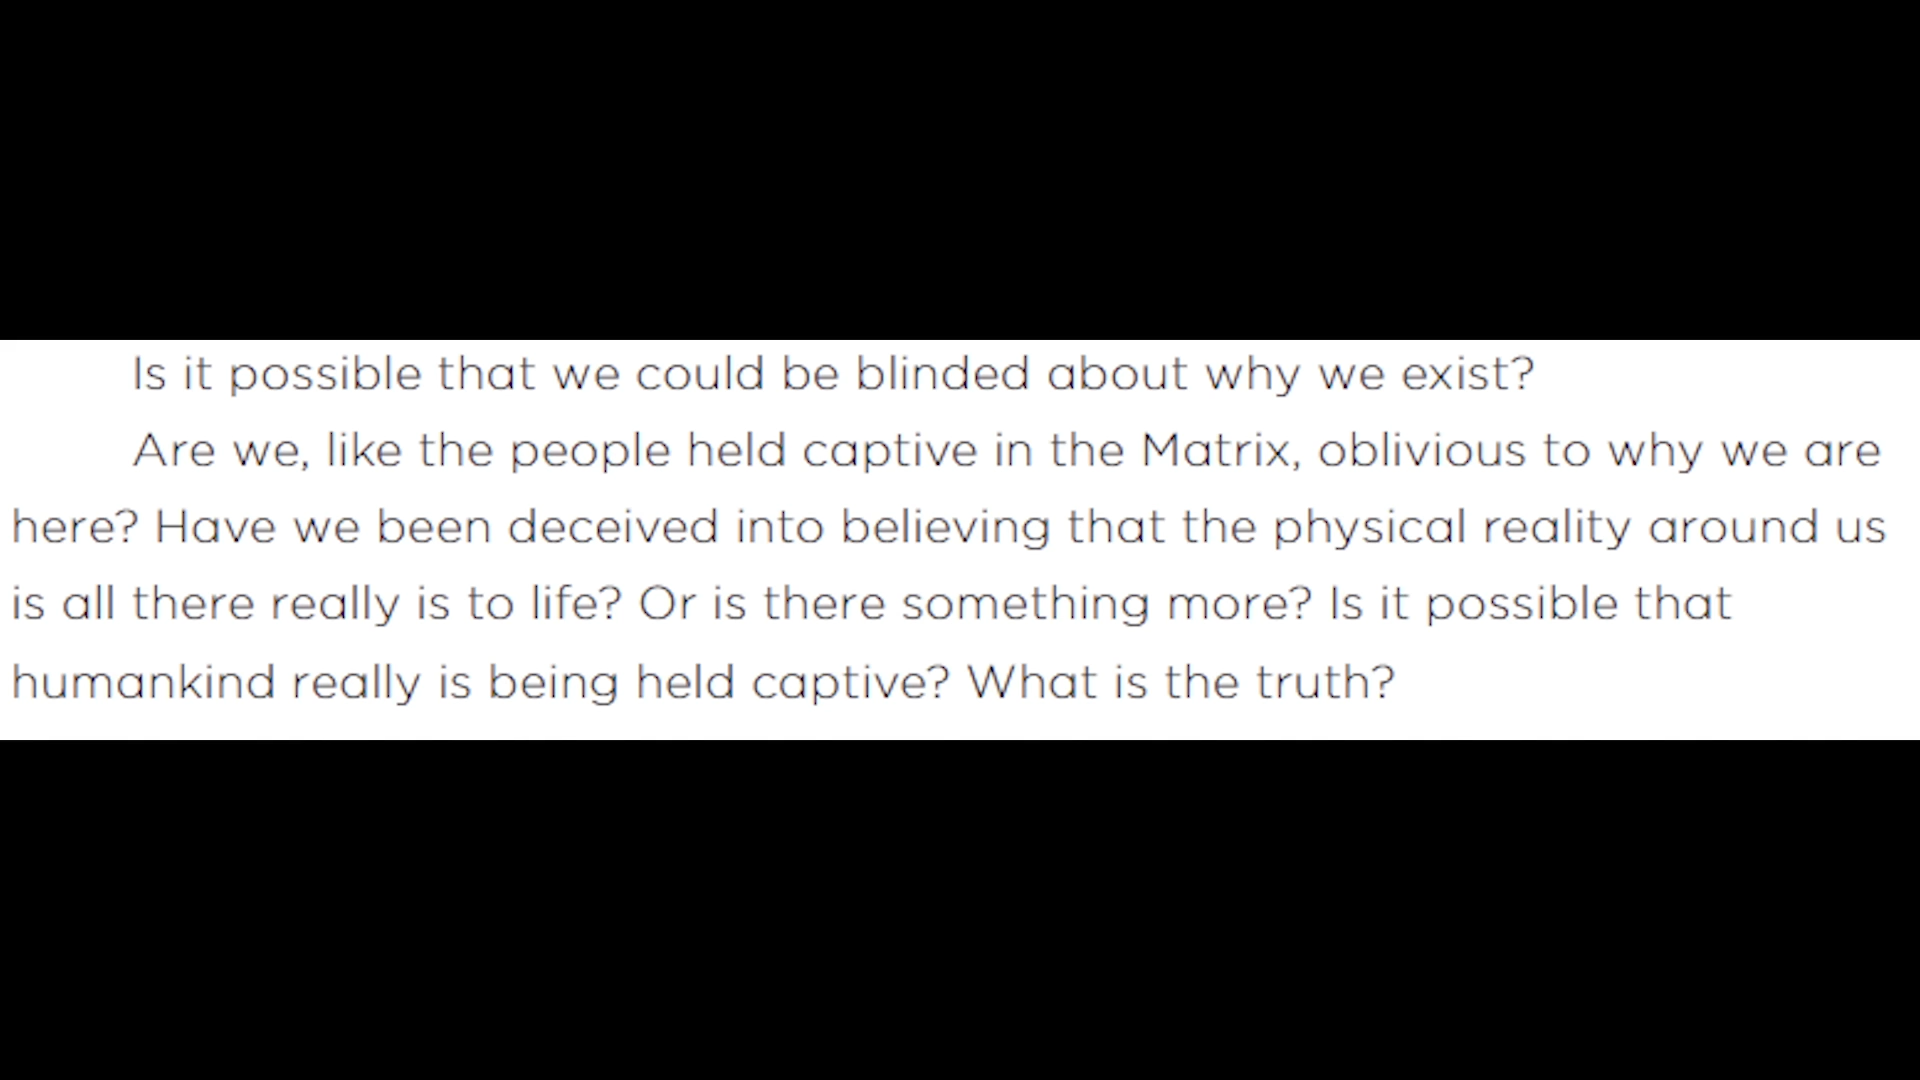 Is it possible that we could be blinded about why we exist?
Are we, like the people held captive in the Matrix, oblivious to why we are
here? Have we been deceived into believing that the physical reality around us
is all there really is to life? Or is there something more? Is it possible that
humankind really is being held captive? What is the truth?